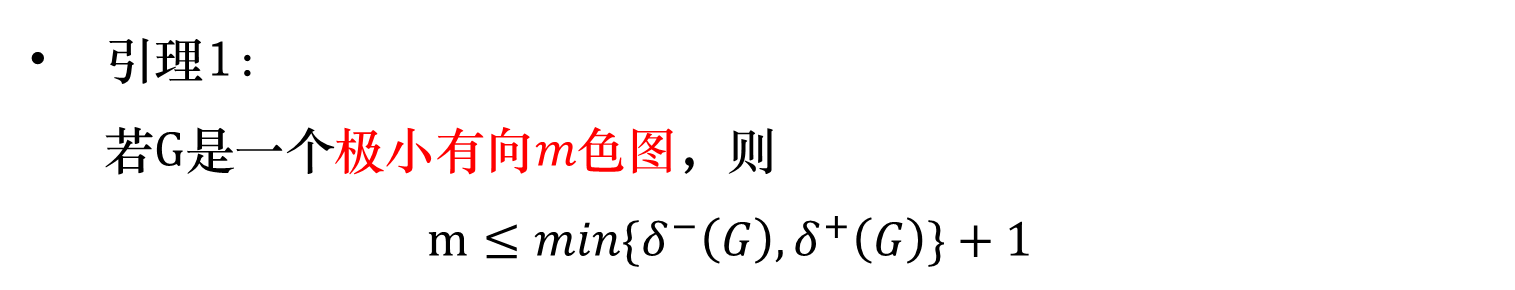 • 引理1:
若G是一个极小有向m色图，则
m ≤ min{δ⁻(G), δ⁺(G)} + 1